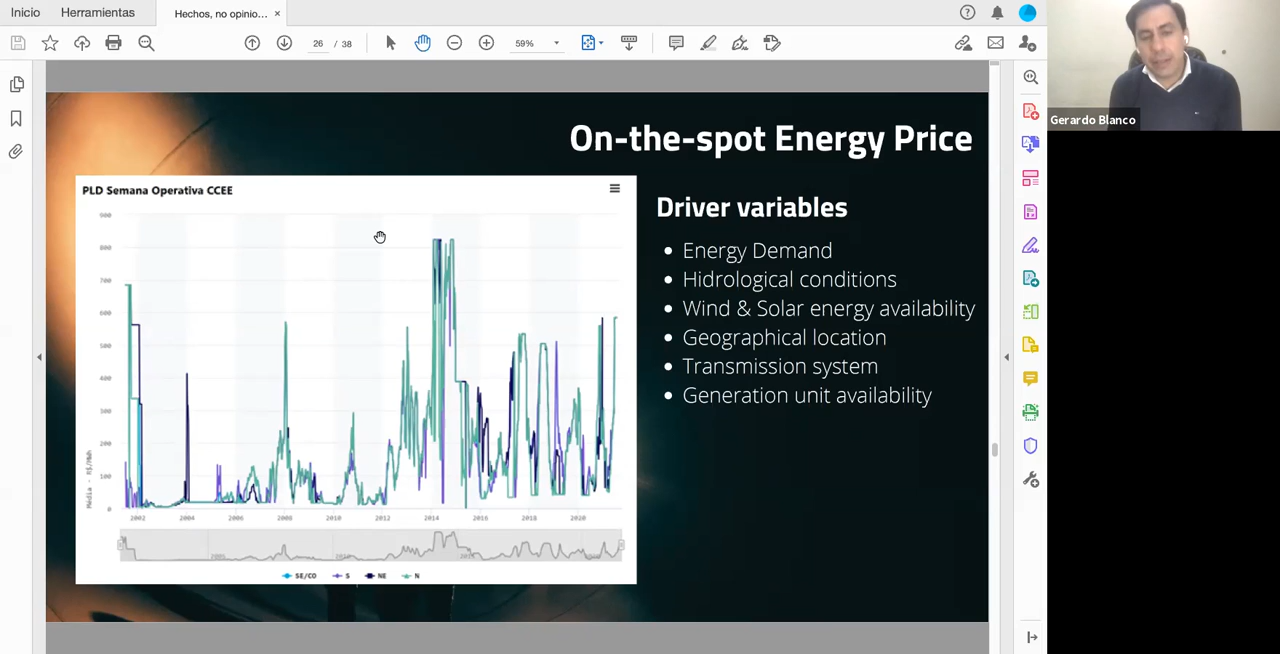 Inicio
Herramientas
Hechos, no opinio...
26 / 38
59%
Gerardo Blanco
On-the-spot Energy Price
PLD Semana Operativa CCEE
Driver variables
Energy Demand
Hidrological conditions
Wind & Solar energy availability
Geographical location
Transmission system
Generation unit availability
900
800
700
600
500
400
300
200
100
0
Média - R$/MWh
2002 2004 2006 2008 2010 2012 2014 2016 2018 2020
SE/CO S NE N